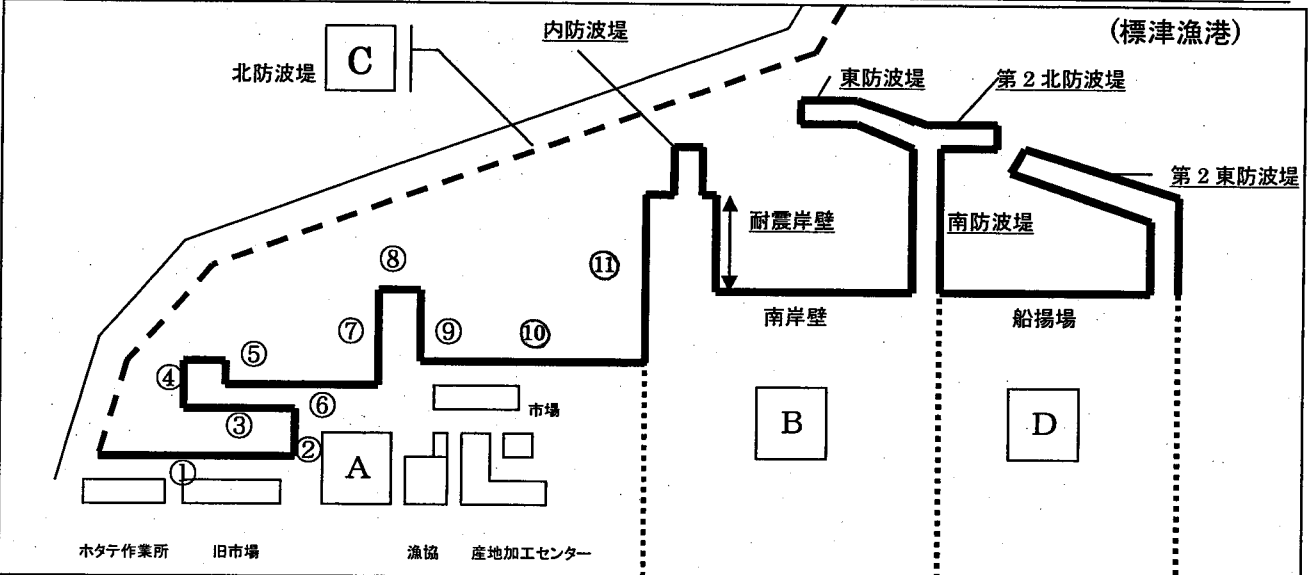 (標津漁港)
内防波堤
北防波堤
C
東防波堤
第2北防波堤
第2東防波堤
耐震岸壁
南防波堤
⑧
⑪
南岸壁
船揚場
⑦
⑨
⑩
⑤
④
⑥
③
②
①
市場
A
B
D
ホタテ作業所
旧市場
漁協
産地加工センター